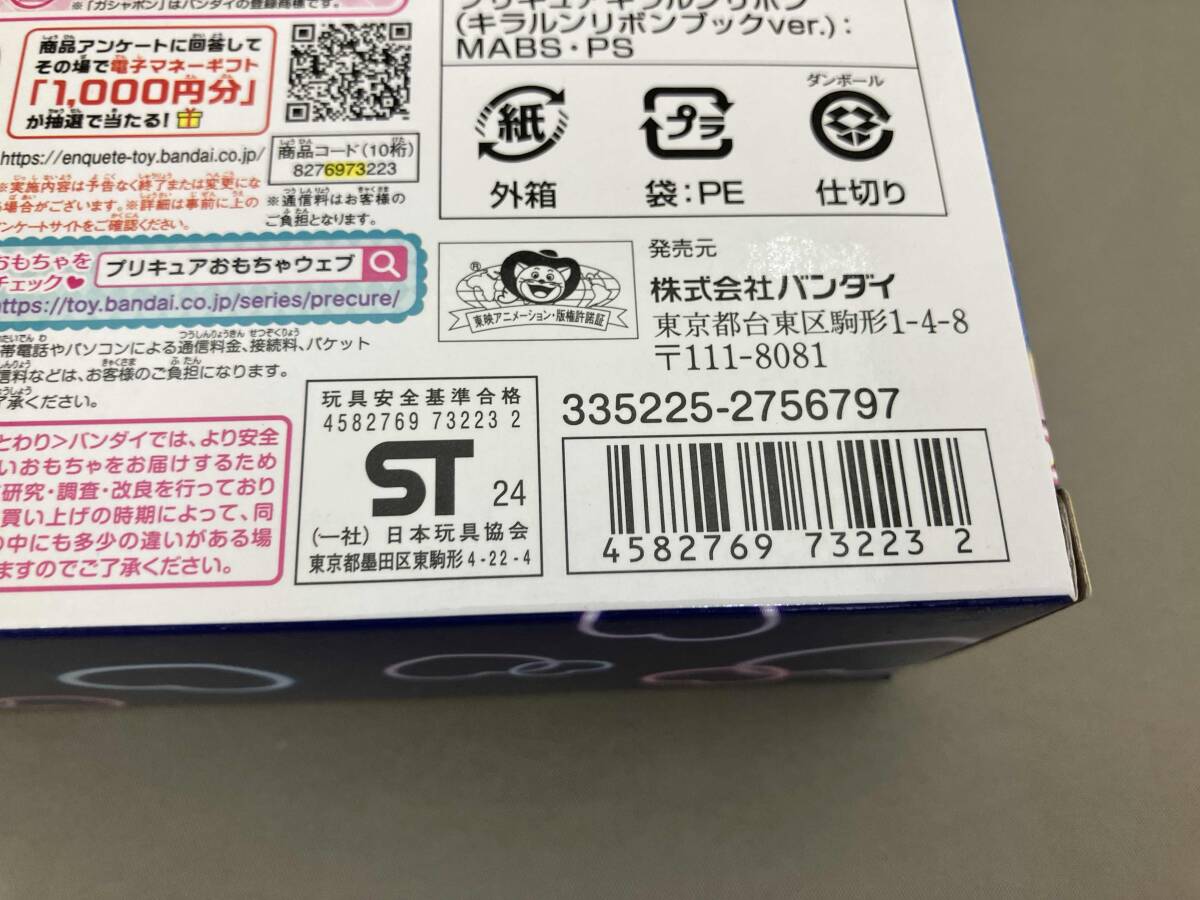 ※「ガシャポン」はバンダイの登録商標です。
商品アンケートに回答して
その場で電子マネーギフト
「1,000円分」
が抽選で当たる!
https://enquete-toy.bandai.co.jp/
商品コード(10桁)
8276973223
※実施内容は予告なく終了または変更にな
場合がございます。※詳細は事前に上の
ンケートサイトをご確認ください。
※通信料はお客様の
ご負担となります。
おもちゃを
チェック♥
プリキュアおもちゃウェブ
https://toy.bandai.co.jp/series/precure/
帯電話やパソコンによる通信料金、接続料、パケット
信料などは、お客様のご負担になります。
了承ください。
とわり>バンダイでは、より安全
いおもちゃをお届けするため
研究・調査・改良を行っており
買い上げの時期によって、同
の中にも多少の違いがある場
ますのでご了承ください。
プリキュアキラルンリボン
(キラルンリボンブックver.):
MABS・PS
紙
外箱
プラ
袋:PE
ダンボール
仕切り
®
東映アニメーション・版権許諾証
発売元
株式会社バンダイ
東京都台東区駒形1-4-8
〒111-8081
玩具安全基準合格
4582769 73223 2
ST 24
(一社)日本玩具協会
東京都墨田区東駒形4-22-4
335225-2756797
4582769 73223 2